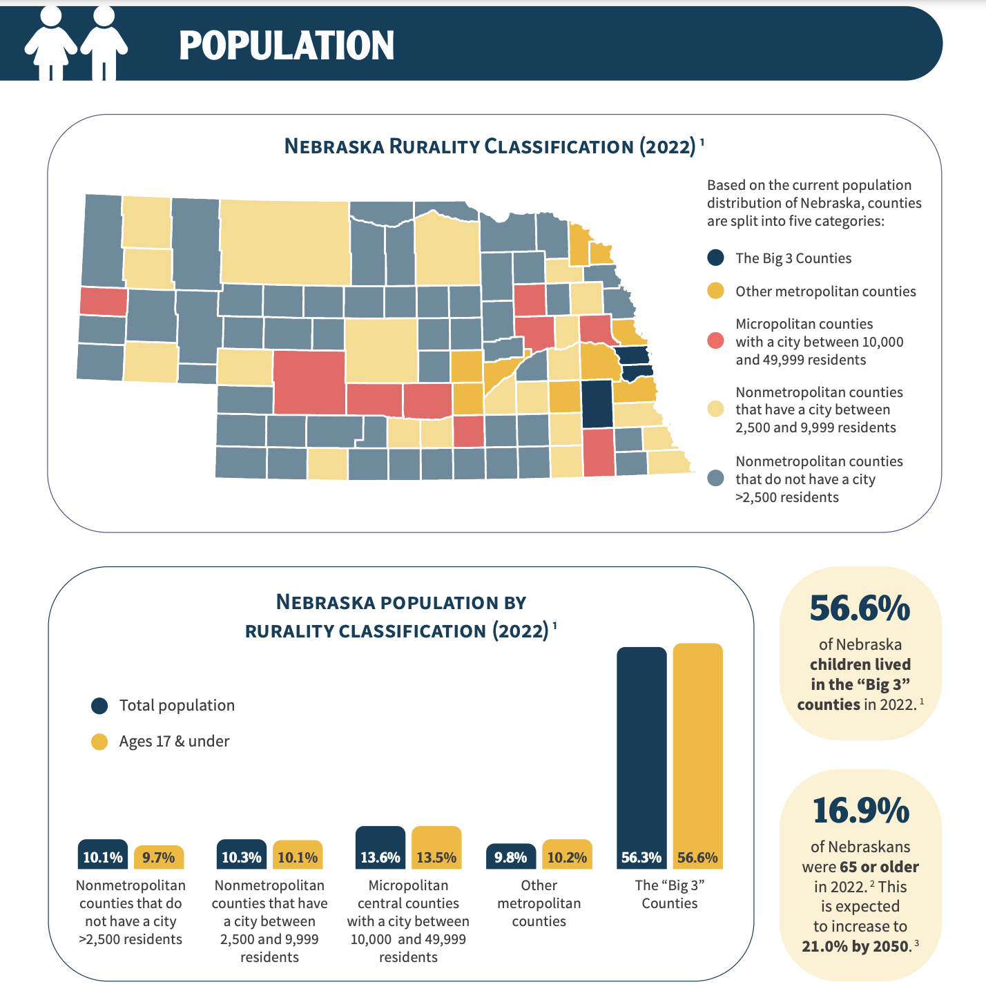 POPULATION
Nebraska Rurality Classification (2022) 1
Based on the current population
distribution of Nebraska, counties
are split into five categories:
The Big 3 Counties
Other metropolitan counties
Micropolitan counties
with a city between 10,000
and 49,999 residents
Nonmetropolitan counties
that have a city between
2,500 and 9,999 residents
Nonmetropolitan counties
that do not have a city
>2,500 residents
Nebraska population by
rurality classification (2022) 1
Total population
Ages 17 & under
10.1% 9.7%
10.3% 10.1%
13.6% 13.5%
9.8% 10.2%
56.3% 56.6%
Nonmetropolitan
counties that do
not have a city
>2,500 residents
Nonmetropolitan
counties that have
a city between
2,500 and 9,999
residents
Micropolitan
central counties
with a city between
10,000 and 49,999
residents
Other
metropolitan
counties
The “Big 3”
Counties
56.6%
of Nebraska
children lived
in the “Big 3”
counties in 2022. 1
16.9%
of Nebraskans
were 65 or older
in 2022. 2 This
is expected
to increase to
21.0% by 2050. 3